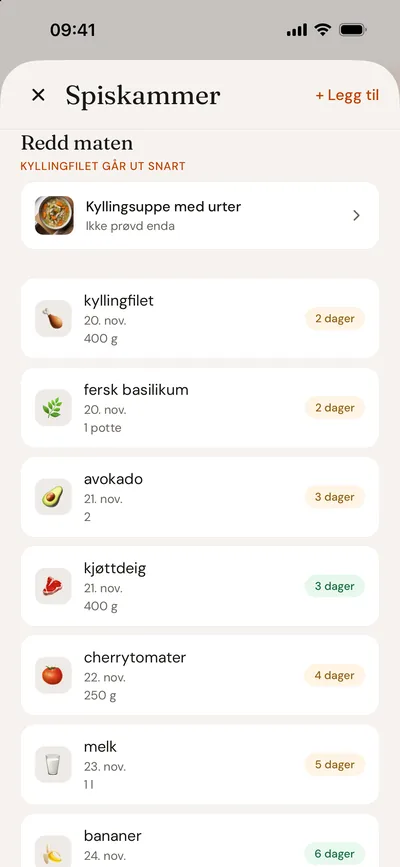 09:41
Spiskammer
+ Legg til
Redd maten
KYLLINGFILET GÅR UT SNART
Kyllingsuppe med urter
Ikke prøvd enda
kyllingfilet
20. nov.
400 g
2 dager
fersk basilikum
20. nov.
1 potte
2 dager
avokado
21. nov.
2
3 dager
kjøttdeig
21. nov.
400 g
3 dager
cherrytomater
22. nov.
250 g
4 dager
melk
23. nov.
1 l
5 dager
bananer
24. nov.
6 dager